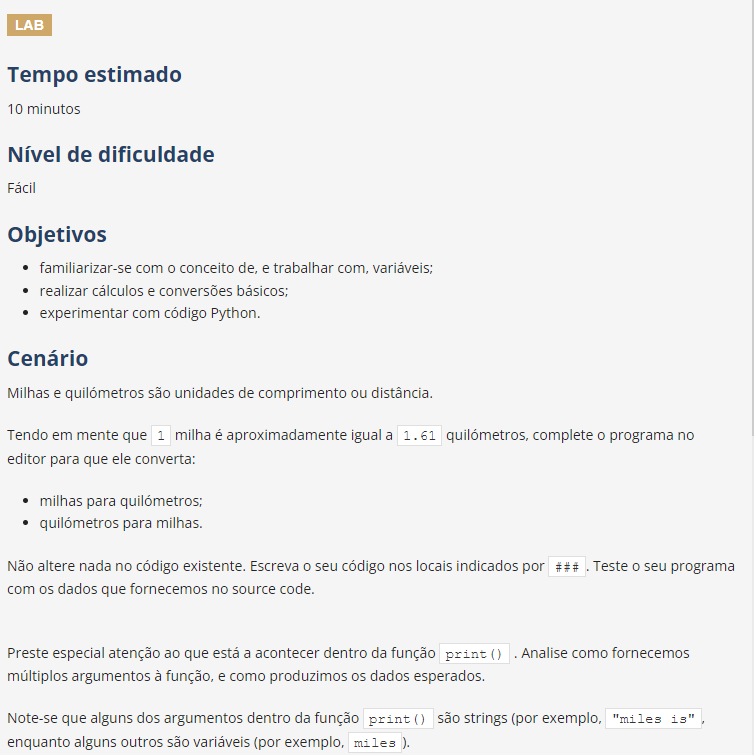 LAB
Tempo estimado
10 minutos
Nível de dificuldade
Fácil
Objetivos
• familiarizar-se com o conceito de, e trabalhar com, variáveis;
• realizar cálculos e conversões básicos;
• experimentar com código Python.
Cenário
Milhas e quilómetros são unidades de comprimento ou distância.
Tendo em mente que 1 milha é aproximadamente igual a 1.61 quilómetros, complete o programa no
editor para que ele converta:
• milhas para quilómetros;
• quilómetros para milhas.
Não altere nada no código existente. Escreva o seu código nos locais indicados por ###. Teste o seu programa
com os dados que fornecemos no source code.
Preste especial atenção ao que está a acontecer dentro da função print() . Analise como fornecemos
múltiplos argumentos à função, e como produzimos os dados esperados.
Note-se que alguns dos argumentos dentro da função print() são strings (por exemplo, "miles is",
enquanto alguns outros são variáveis (por exemplo, miles).